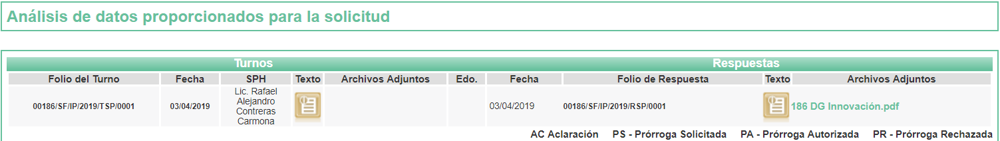 Análisis de datos proporcionados para la solicitud
Turnos Respuestas
Folio del Turno Fecha SPH Texto Archivos Adjuntos Edo. Fecha Folio de Respuesta Texto Archivos Adjuntos
00186/SF/IP/2019/TSP/0001 03/04/2019 Lic. Rafael
Alejandro
Contreras
Carmona 03/04/2019 00186/SF/IP/2019/RSP/0001 186 DG Innovación.pdf
AC Aclaración PS - Prórroga Solicitada PA - Prórroga Autorizada PR - Prórroga Rechazada